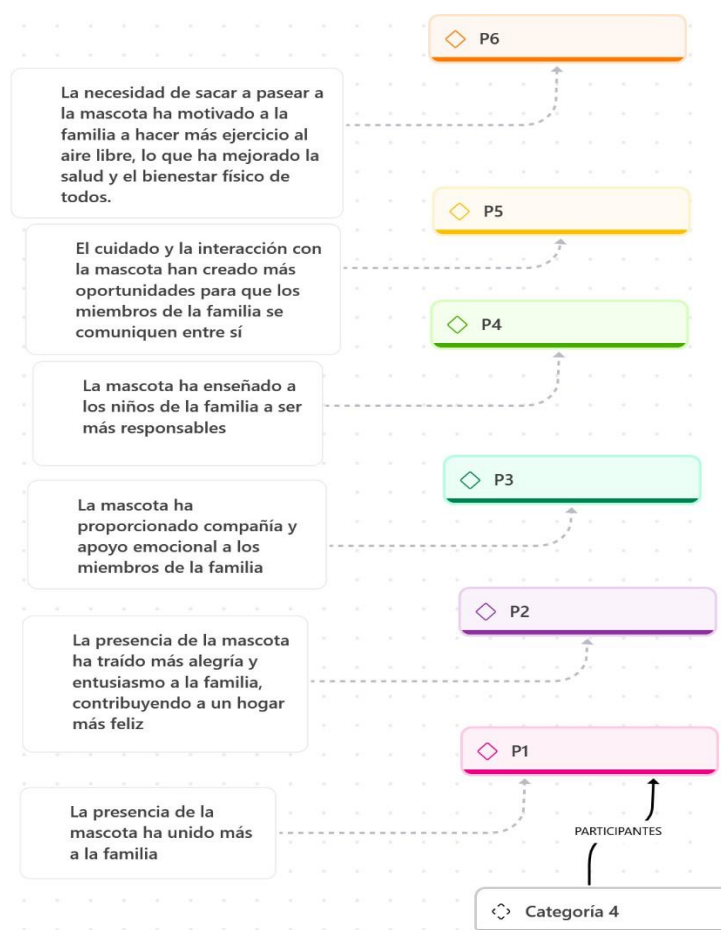 P6
La necesidad de sacar a pasear a
la mascota ha motivado a la
familia a hacer más ejercicio al
aire libre, lo que ha mejorado la
salud y el bienestar físico de
todos.
P5
El cuidado y la interacción con
la mascota han creado más
oportunidades para que los
miembros de la familia se
comuniquen entre sí
P4
La mascota ha enseñado a
los niños de la familia a ser
más responsables
P3
La mascota ha
proporcionado compañía y
apoyo emocional a los
miembros de la familia
P2
La presencia de la mascota
ha traído más alegría y
entusiasmo a la familia,
contribuyendo a un hogar
más feliz
P1
La presencia de la
mascota ha unido más
a la familia
PARTICIPANTES
Categoría 4